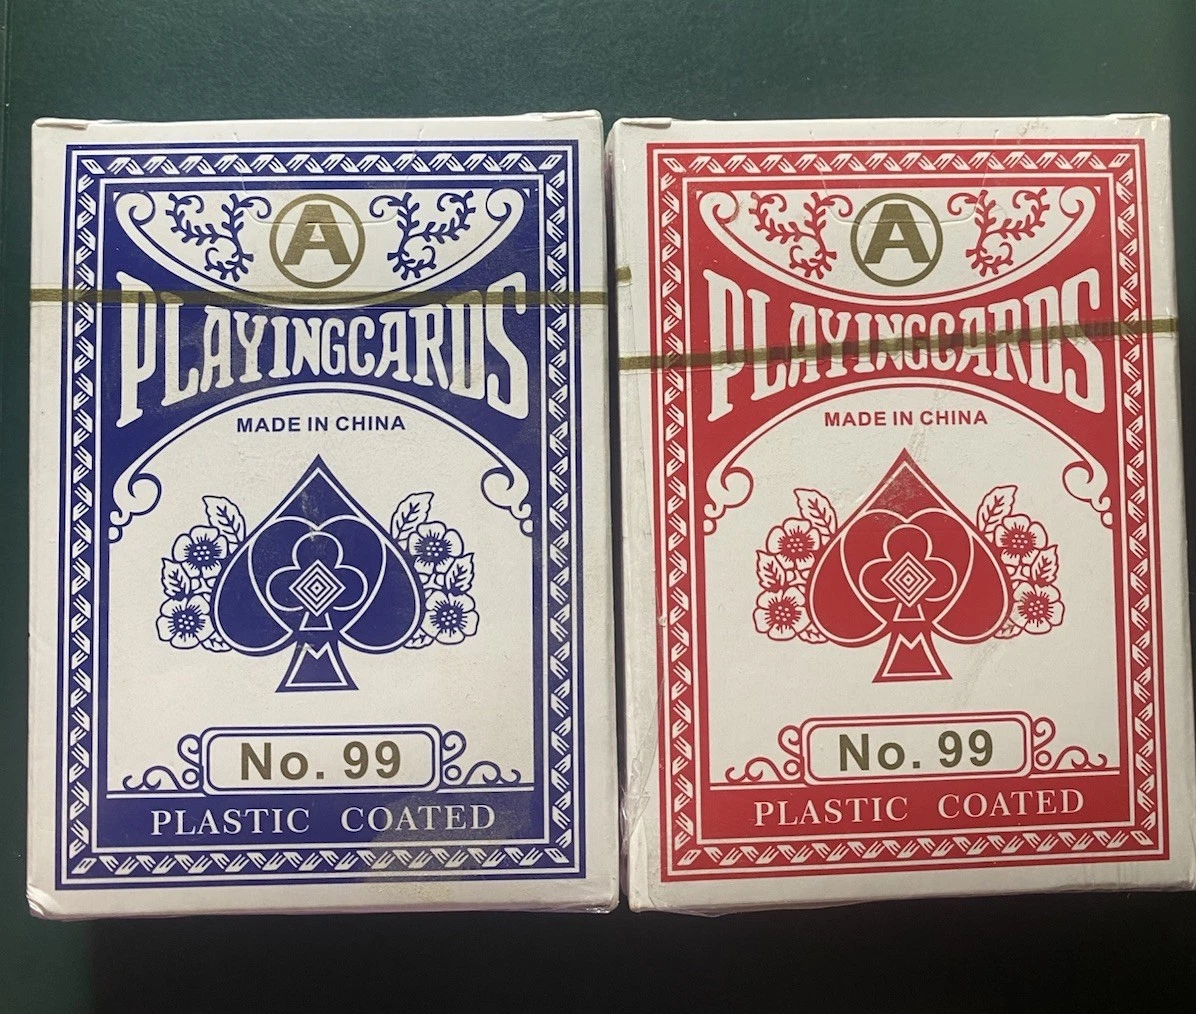 A
PLAYINGCARDS
MADE IN CHINA
No. 99
PLASTIC COATED
A
PLAYINGCARDS
MADE IN CHINA
No. 99
PLASTIC COATED